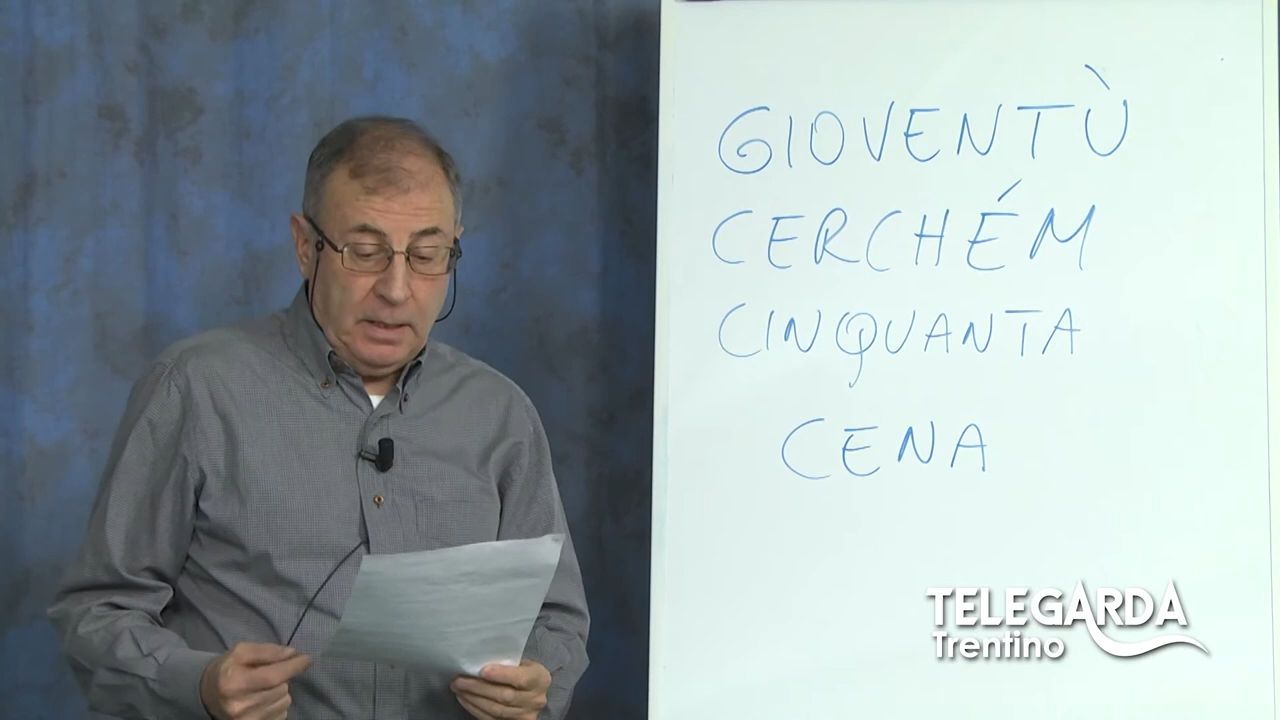 GIOVENTÙ
CERCHÉM
CINQUANTA
CENA
TELEGARDA
Trentino